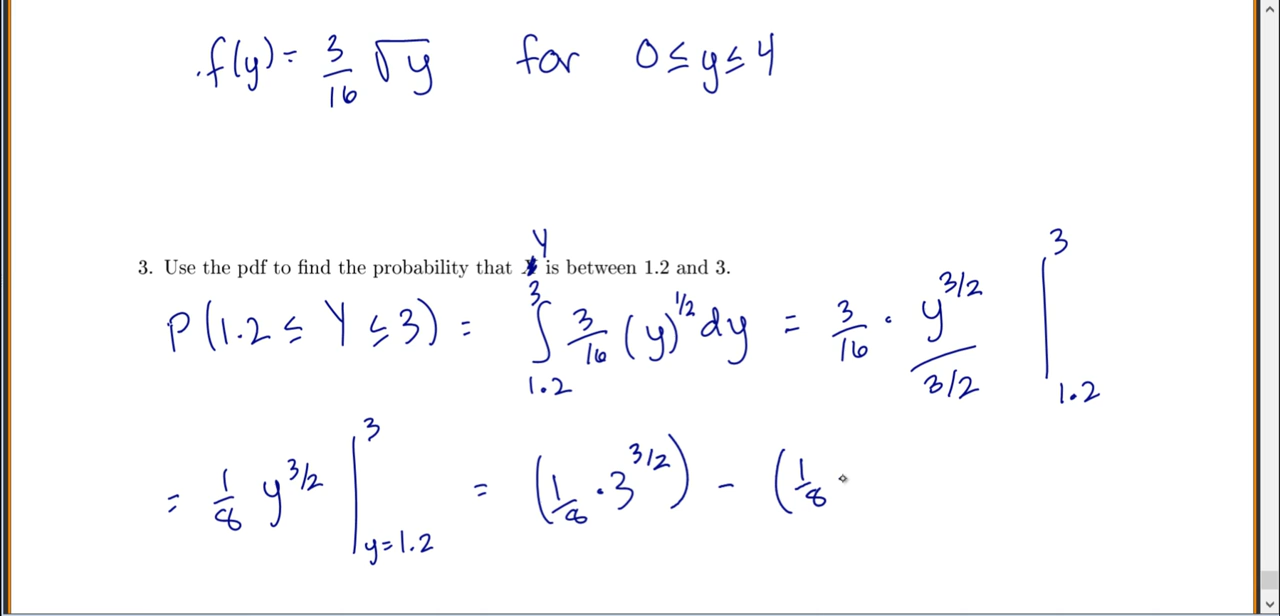 .f(y) = 3/16 √y for 0 ≤ y ≤ 4
Y
3. Use the pdf to find the probability that is between 1.2 and 3.
P(1.2 ≤ Y ≤ 3) = ∫_{1.2}^{3} 3/16 (y)^{1/2} dy = 3/16 · y^{3/2}/(3/2) |_{1.2}^{3}
= 1/8 y^{3/2} |_{y=1.2}^{3} = (1/8 · 3^{3/2}) - (1/8